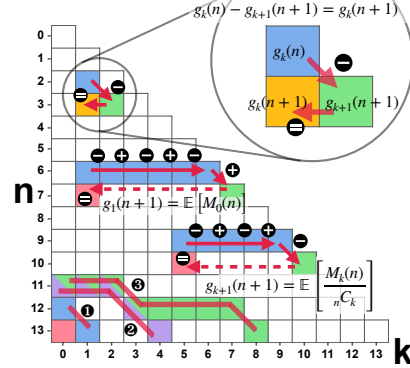 g_k(n) − g_{k+1}(n+1) = g_k(n+1)
g_k(n)
−
g_k(n+1)
g_{k+1}(n+1)
=
0
1
2
−
=
3
4
5
− + − + −
6
+
n
7
=
g_1(n+1) = 𝔼 [M_0(n)]
8
− + − + −
9
10
=
g_{k+1}(n+1) = 𝔼 [M_k(n) / _nC_k]
11
❸
12
❶
❷
13
0 1 2 3 4 5 6 7 8 9 10 11 12 13
k